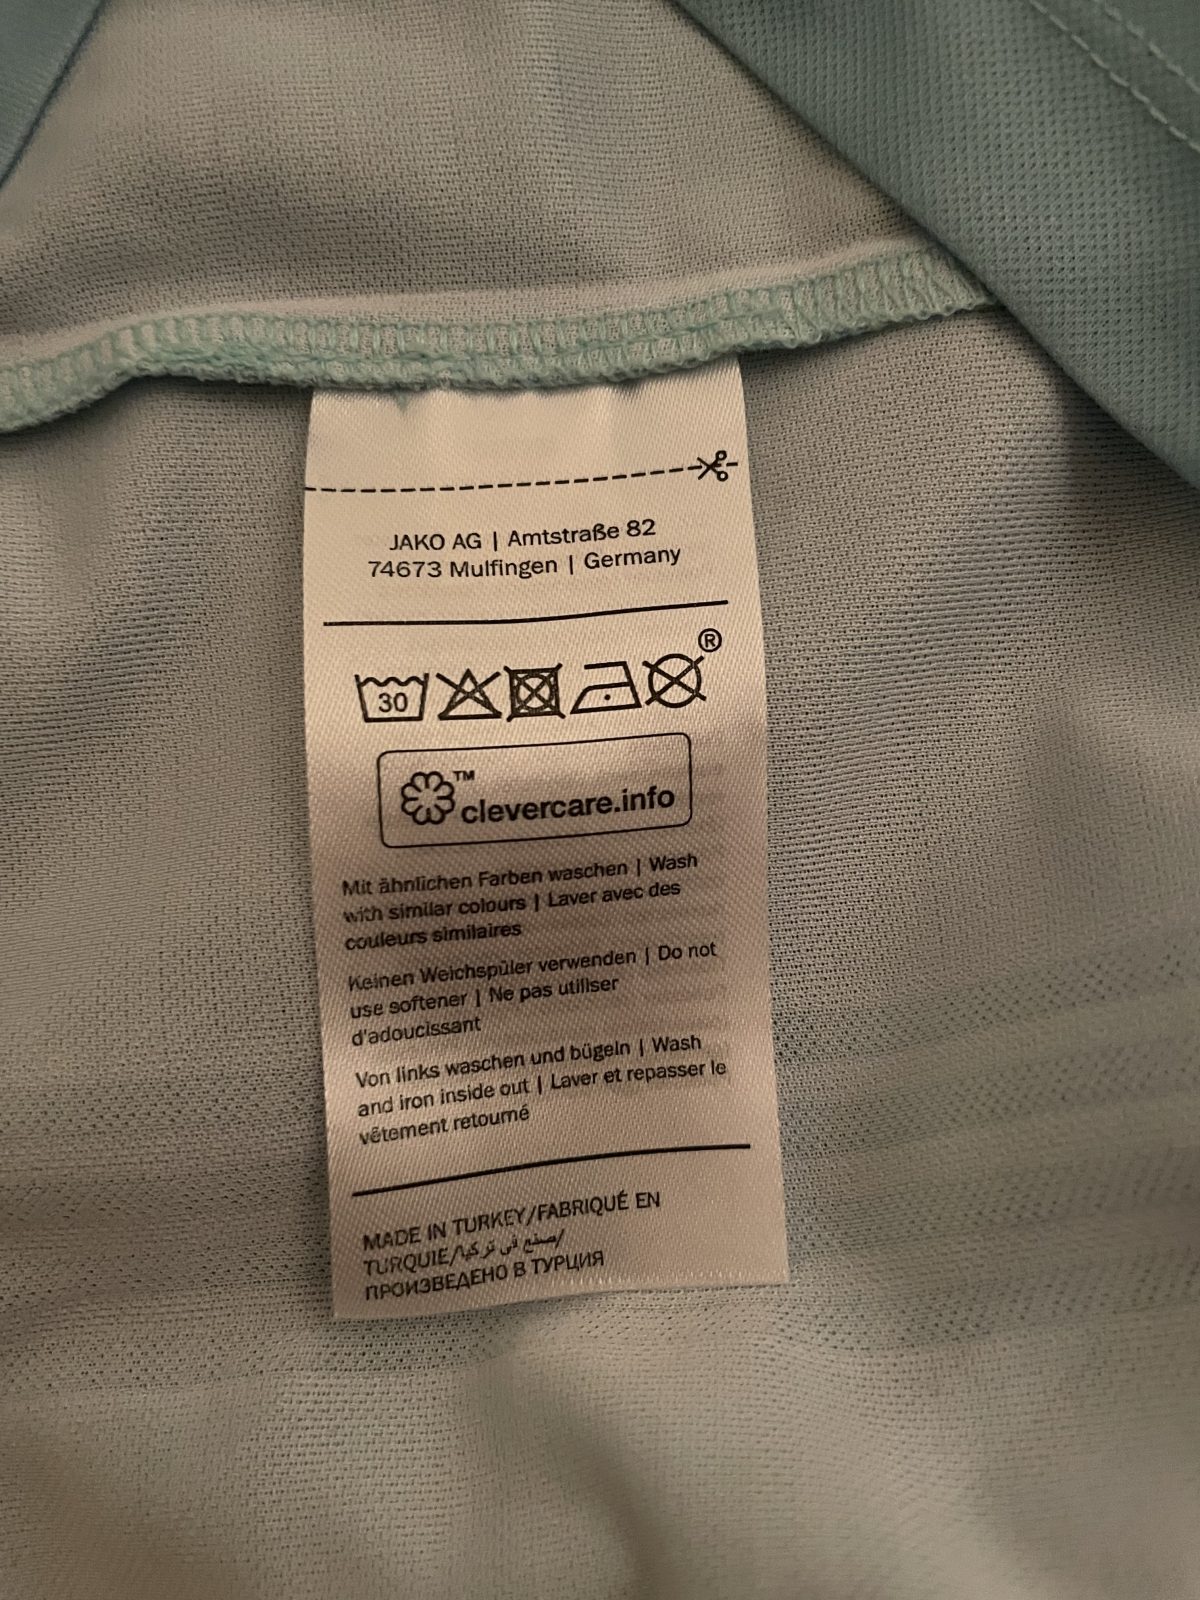 JAKO AG | Amtstraße 82
74673 Mulfingen | Germany
®
30
™
clevercare.info
Mit ähnlichen Farben waschen | Wash
with similar colours | Laver avec des
couleurs similaires
Keinen Weichspüler verwenden | Do not
use softener | Ne pas utiliser
d'adoucissant
Von links waschen und bügeln | Wash
and iron inside out | Laver et repasser le
vêtement retourné
MADE IN TURKEY/FABRIQUÉ EN
TURQUIE/صنع في تركيا/
ПРОИЗВЕДЕНО В ТУРЦИЯ